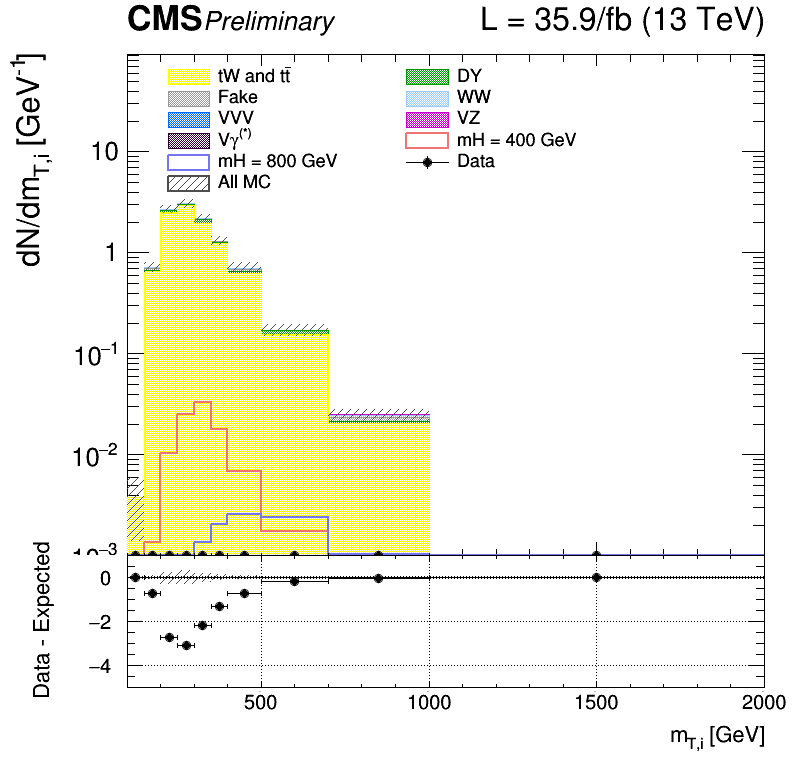 CMS Preliminary L = 35.9/fb (13 TeV)
dN/dm_{T,i} [GeV^{-1}]
tW and tt̄
DY
Fake
WW
VVV
VZ
Vγ^{(*)}
mH = 400 GeV
mH = 800 GeV
Data
All MC
10
1
10^{−1}
10^{−2}
10^{−3}
Data - Expected
0
−2
−4
500 1000 1500 2000
m_{T,i} [GeV]